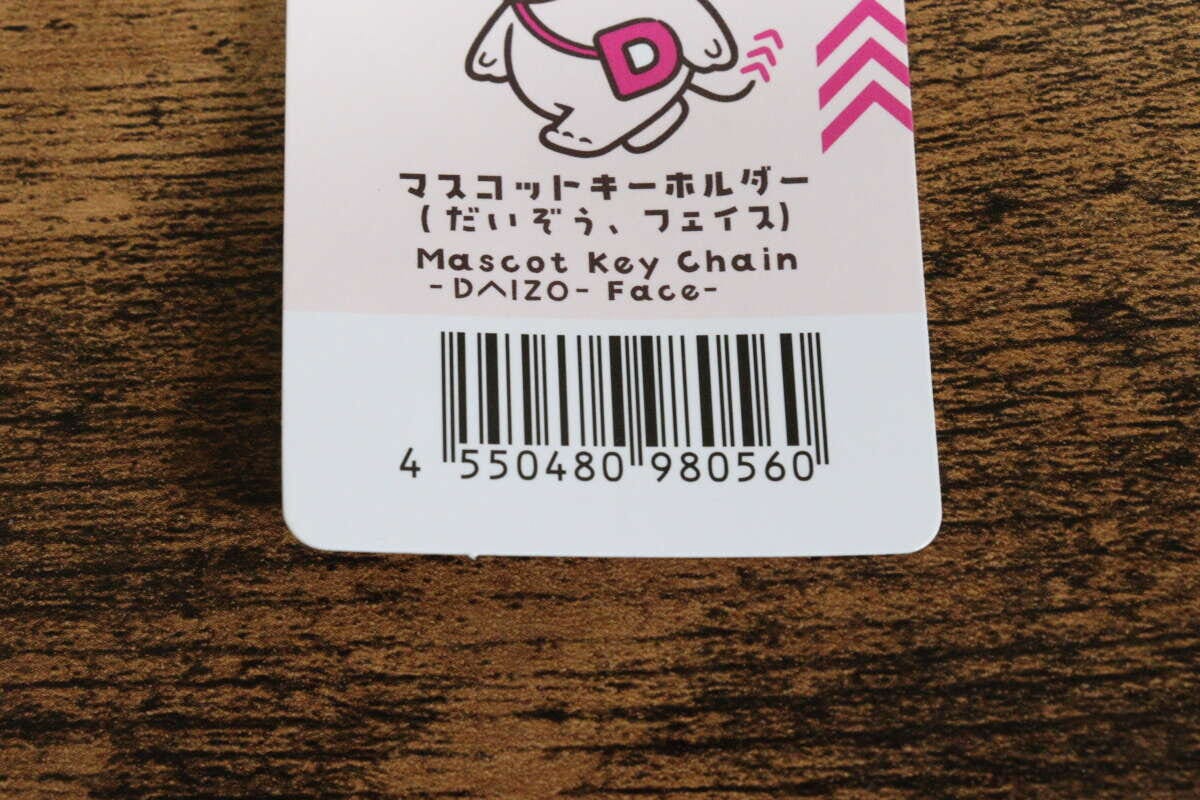 D
マスコットキーホルダー
(だいぞう、フェイス)
Mascot Key Chain
-DAIZO- Face-
4 550480 980560